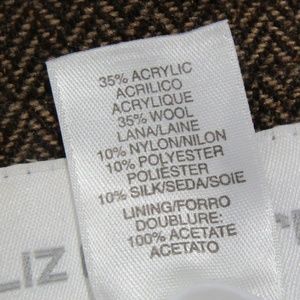 35% ACRYLIC
ACRILICO
ACRYLIQUE
35% WOOL
LANA/LAINE
10% NYLON/NILON
10% POLYESTER
POLIÉSTER
10% SILK/SEDA/SOIE
LINING/FORRO
DOUBLURE:
100% ACETATE
ACETATO
LIZ